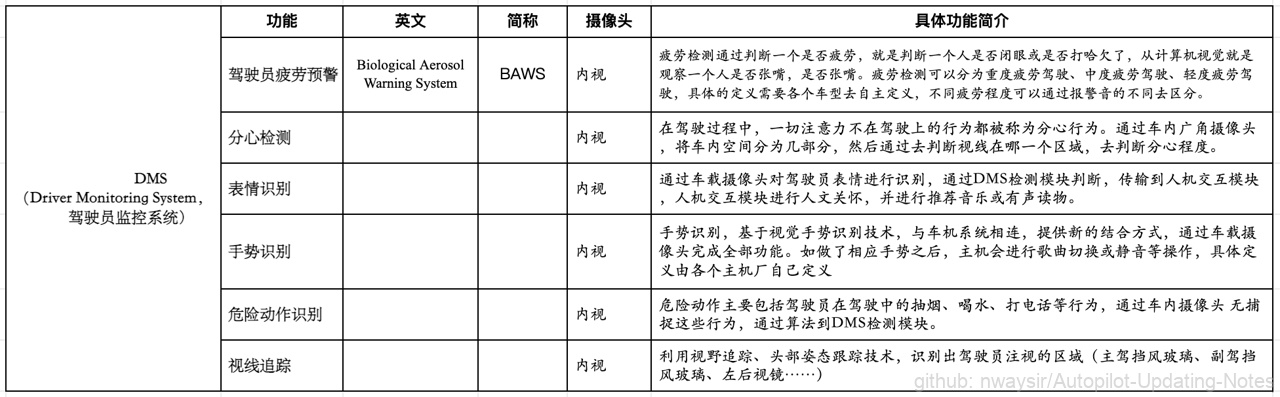 功能 英文 简称 摄像头 具体功能简介
DMS
（Driver Monitoring System，
驾驶员监控系统）
驾驶员疲劳预警
Biological Aerosol
Warning System
BAWS
内视
疲劳检测通过判断一个是否疲劳，就是判断一个人是否闭眼或是否打哈欠了，从计算机视觉就是
观察一个人是否张嘴，是否张嘴。疲劳检测可以分为重度疲劳驾驶、中度疲劳驾驶、轻度疲劳驾
驶，具体的定义需要各个车型去自主定义，不同疲劳程度可以通过报警音的不同去区分。
分心检测
内视
在驾驶过程中，一切注意力不在驾驶上的行为都被称为分心行为。通过车内广角摄像头
，将车内空间分为几部分，然后通过去判断视线在哪一个区域，去判断分心程度。
表情识别
内视
通过车载摄像头对驾驶员表情进行识别，通过DMS检测模块判断，传输到人机交互模块
，人机交互模块进行人文关怀，并进行推荐音乐或有声读物。
手势识别
内视
手势识别，基于视觉手势识别技术，与车机系统相连，提供新的结合方式，通过车载摄
像头完成全部功能。如做了相应手势之后，主机会进行歌曲切换或静音等操作，具体定
义由各个主机厂自己定义
危险动作识别
内视
危险动作主要包括驾驶员在驾驶中的抽烟、喝水、打电话等行为，通过车内摄像头 无捕
捉这些行为，通过算法到DMS检测模块。
视线追踪
内视
利用视野追踪、头部姿态跟踪技术，识别出驾驶员注视的区域（主驾挡风玻璃、副驾挡
风玻璃、左后视镜……）
github: nwaysir/Autopilot-Updating-Notes